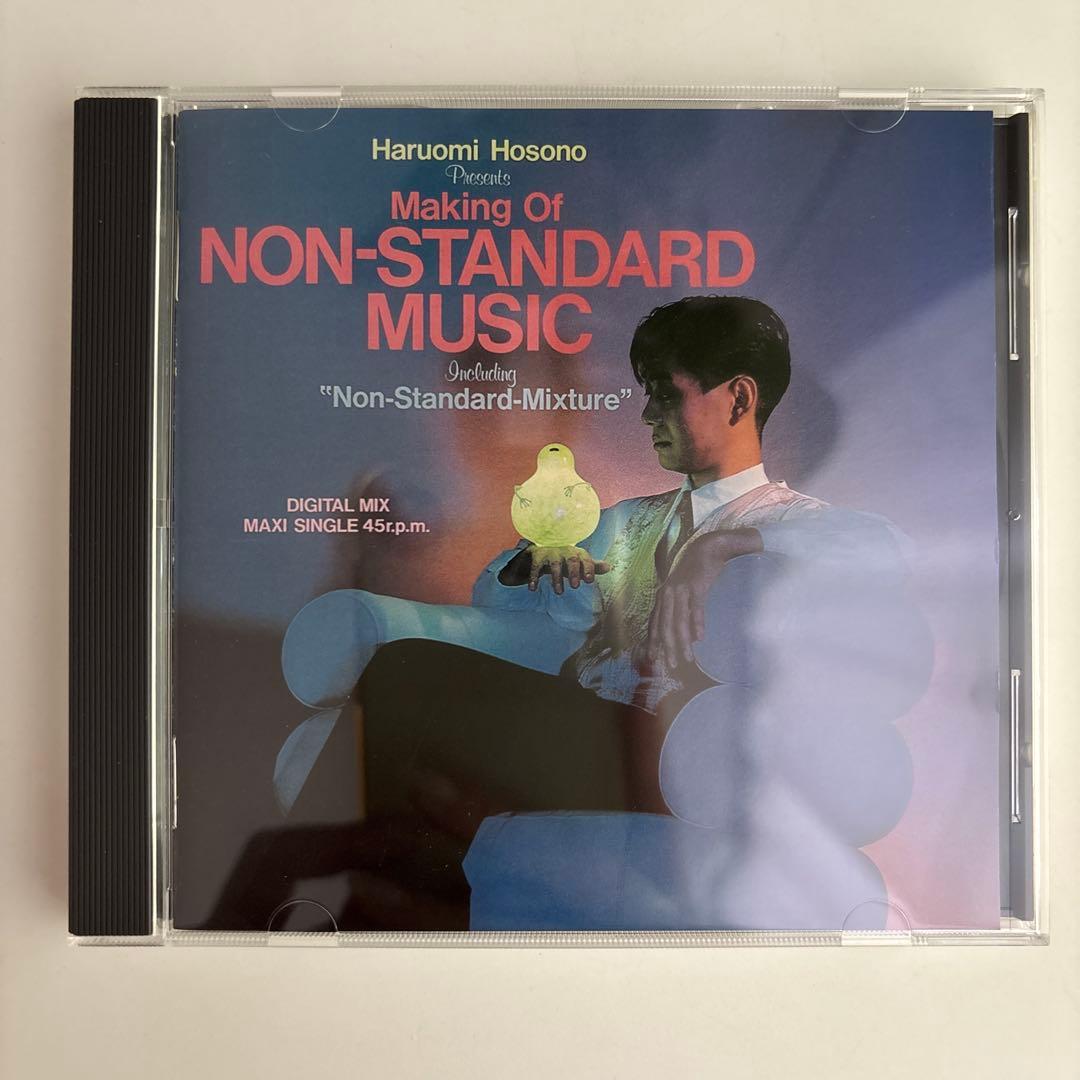 Haruomi Hosono
Presents
Making Of
NON-STANDARD
MUSIC
Including
"Non-Standard-Mixture"
DIGITAL MIX
MAXI SINGLE 45r.p.m.